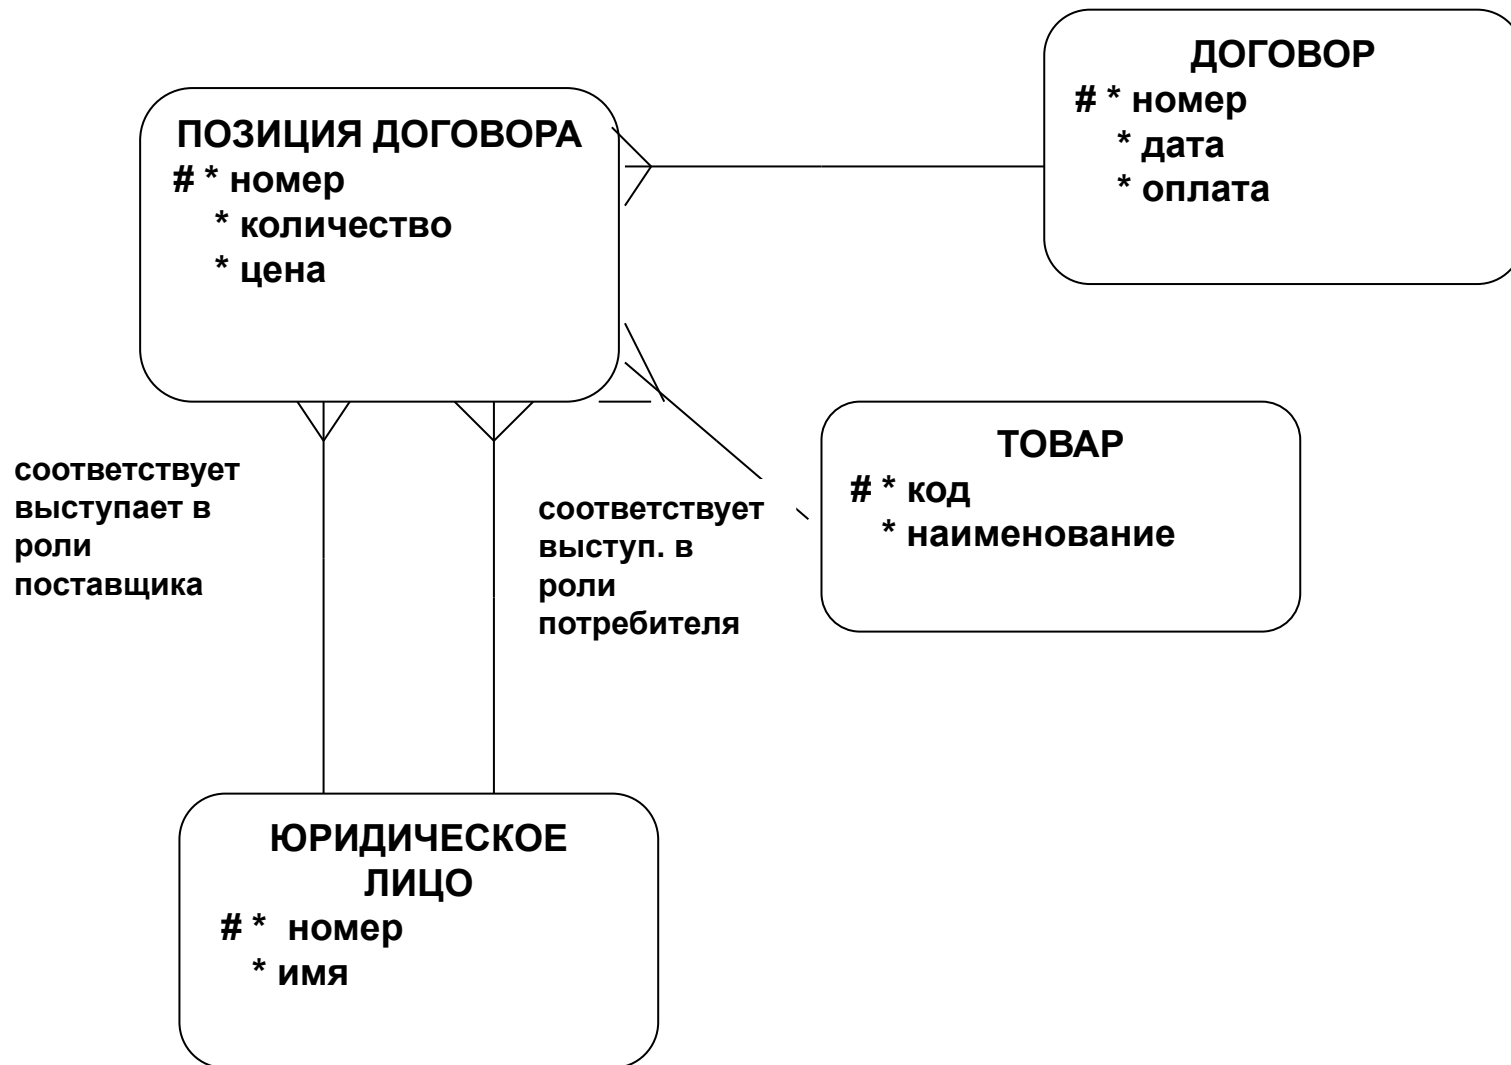 ДОГОВОР
# * номер
* дата
* оплата
ПОЗИЦИЯ ДОГОВОРА
# * номер
* количество
* цена
ТОВАР
# * код
* наименование
соответствует
выступает в
роли
поставщика
соответствует
выступ. в
роли
потребителя
ЮРИДИЧЕСКОЕ
ЛИЦО
# * номер
* имя